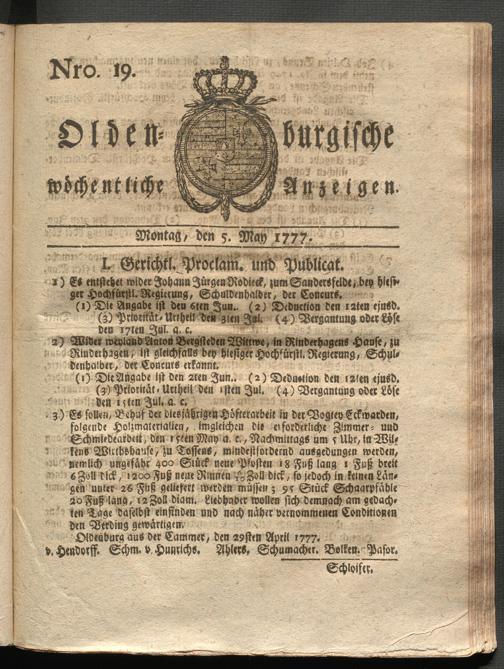 Nro. 19.
Olden- burgische
wöchentliche Anzeigen.
Montag, den 5. May 1777.
I. Gerichtl. Proclam. und Publicat.
1) Es entstehet wider Johann Jürgen Rodieck, zum Sandersfelde, bey hiesi-
ger Hochfürstl. Regierung, Schuldenhalber, der Concurs.
(1) Die Angabe ist den 6ten Jun.. (2) Deduction den 12ten ejusd.
(3) Priorität-Urtheil den 3ten Jul. (4) Vergantung oder Löse
den 17ten Jul. a. c.
2) Wider weyland Anton Bergsteden Wittwe, in Rinderhagens Hause, zu
Rinderhagen, ist gleichfalls bey hiesiger Hochfürstl. Regierung, Schul-
denhalber, der Concurs erkannt.
(1) Die Angabe ist den 2ten Jun.. (2) Deduction den 12ten ejusd.
(3) Priorität-Urtheil den 1sten Jul. (4) Vergantung oder Löse
den 15ten Jul. a. c.
3) Es sollen, Behuf der diesjährigen Höfterarbeit in der Vogtey Eckwarden,
folgende Holzmaterialien, imgleichen die erforderliche Zimmer- und
Schmiedearbeit, den 15ten May a. c., Nachmittags um 5 Uhr, in Wil-
kens Wirthshause, zu Tossens, mindestfordernd ausgedungen werden,
nemlich ungefähr 400 Stück neue Pfosten 18 Fuß lang 1 Fuß breit
6 Zoll dick, 1200 Fuß neue Rinnen Zoll dick, so jedoch in keinen Län-
gen unter 26 Fuß geliefert werden müssen; 55 Stück Schaarpfähle
20 Fuß lang, 12 Zoll diam. Liebhaber wollen sich demnach am gedach-
ten Tage daselbst einfinden und nach näher vernommenen Conditionen
den Verding gewärtigen.
Oldenburg aus der Cammer, den 29sten April 1777.
v. Hendorff. Schm. v. Hunrichs. Ahlers. Schumacher. Bolken. Pasor.
Schloifer.